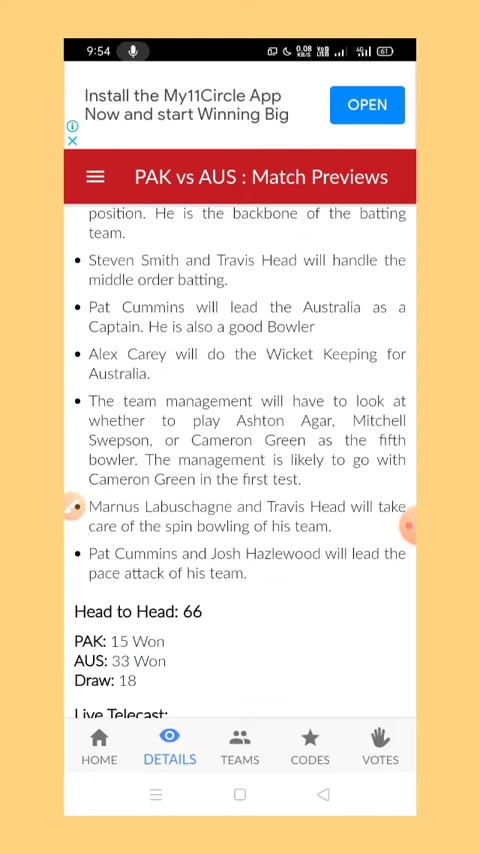 9:54
0.08
KB/S
VoD
LTE
4G
61
Install the My11Circle App
Now and start Winning Big
OPEN
PAK vs AUS : Match Previews
position. He is the backbone of the batting
team.
Steven Smith and Travis Head will handle the
middle order batting.
Pat Cummins will lead the Australia as a
Captain. He is also a good Bowler
Alex Carey will do the Wicket Keeping for
Australia.
The team management will have to look at
whether to play Ashton Agar, Mitchell
Swepson, or Cameron Green as the fifth
bowler. The management is likely to go with
Cameron Green in the first test.
Marnus Labuschagne and Travis Head will take
care of the spin bowling of his team.
Pat Cummins and Josh Hazlewood will lead the
pace attack of his team.
Head to Head: 66
PAK: 15 Won
AUS: 33 Won
Draw: 18
Live Telecast:
HOME
DETAILS
TEAMS
CODES
VOTES